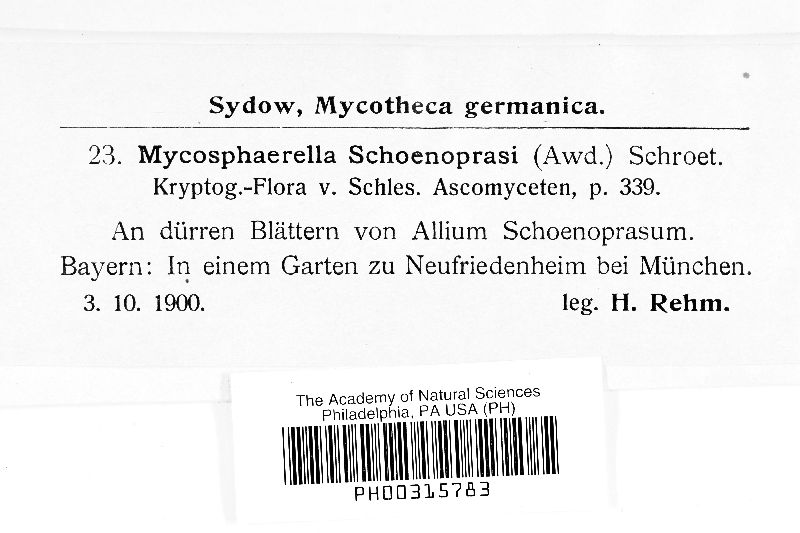 Sydow, Mycotheca germanica.
23. Mycosphaerella Schoenoprasi (Awd.) Schroet.
Kryptog.-Flora v. Schles. Ascomyceten, p. 339.
An dürren Blättern von Allium Schoenoprasum.
Bayern: In einem Garten zu Neufriedenheim bei München.
3. 10. 1900. leg. H. Rehm.
The Academy of Natural Sciences
Philadelphia, PA USA (PH)
PH00315783